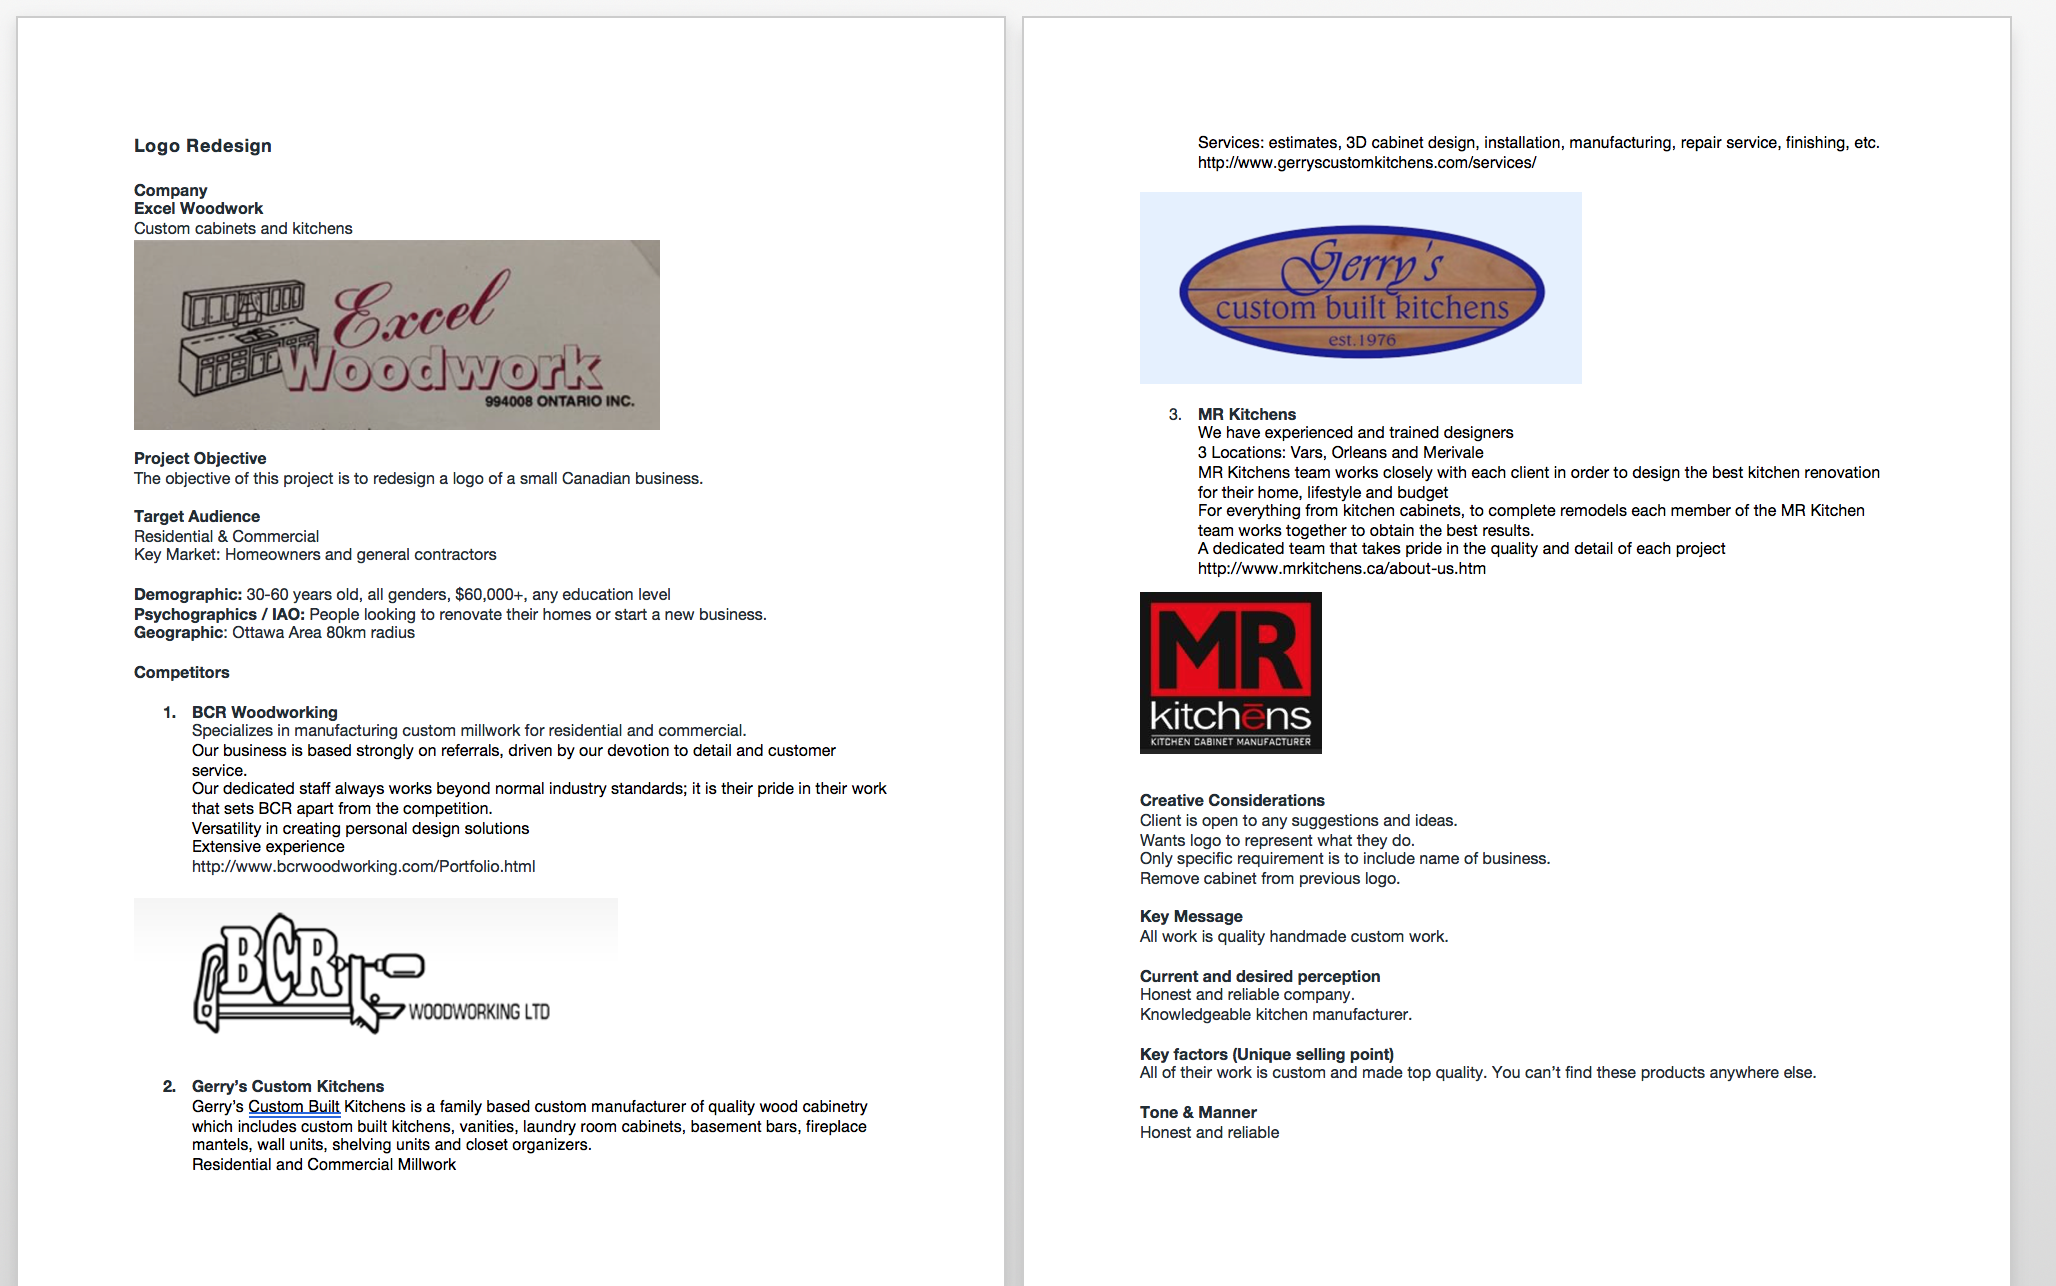 Logo Redesign
Company
Excel Woodwork
Custom cabinets and kitchens
Excel
Woodwork
994008 ONTARIO INC.
Project Objective
The objective of this project is to redesign a logo of a small Canadian business.
Target Audience
Residential & Commercial
Key Market: Homeowners and general contractors
Demographic: 30-60 years old, all genders, $60,000+, any education level
Psychographics / IAO: People looking to renovate their homes or start a new business.
Geographic: Ottawa Area 80km radius
Competitors
1. BCR Woodworking
Specializes in manufacturing custom millwork for residential and commercial.
Our business is based strongly on referrals, driven by our devotion to detail and customer
service.
Our dedicated staff always works beyond normal industry standards; it is their pride in their work
that sets BCR apart from the competition.
Versatility in creating personal design solutions
Extensive experience
http://www.bcrwoodworking.com/Portfolio.html
BCR
WOODWORKING LTD
2. Gerry's Custom Kitchens
Gerry's Custom Built Kitchens is a family based custom manufacturer of quality wood cabinetry
which includes custom built kitchens, vanities, laundry room cabinets, basement bars, fireplace
mantels, wall units, shelving units and closet organizers.
Residential and Commercial Millwork
Services: estimates, 3D cabinet design, installation, manufacturing, repair service, finishing, etc.
http://www.gerryscustomkitchens.com/services/
Gerry's
custom built kitchens
est.1976
3. MR Kitchens
We have experienced and trained designers
3 Locations: Vars, Orleans and Merivale
MR Kitchens team works closely with each client in order to design the best kitchen renovation
for their home, lifestyle and budget
For everything from kitchen cabinets, to complete remodels each member of the MR Kitchen
team works together to obtain the best results.
A dedicated team that takes pride in the quality and detail of each project
http://www.mrkitchens.ca/about-us.htm
MR
kitchēns
KITCHEN CABINET MANUFACTURER
Creative Considerations
Client is open to any suggestions and ideas.
Wants logo to represent what they do.
Only specific requirement is to include name of business.
Remove cabinet from previous logo.
Key Message
All work is quality handmade custom work.
Current and desired perception
Honest and reliable company.
Knowledgeable kitchen manufacturer.
Key factors (Unique selling point)
All of their work is custom and made top quality. You can't find these products anywhere else.
Tone & Manner
Honest and reliable